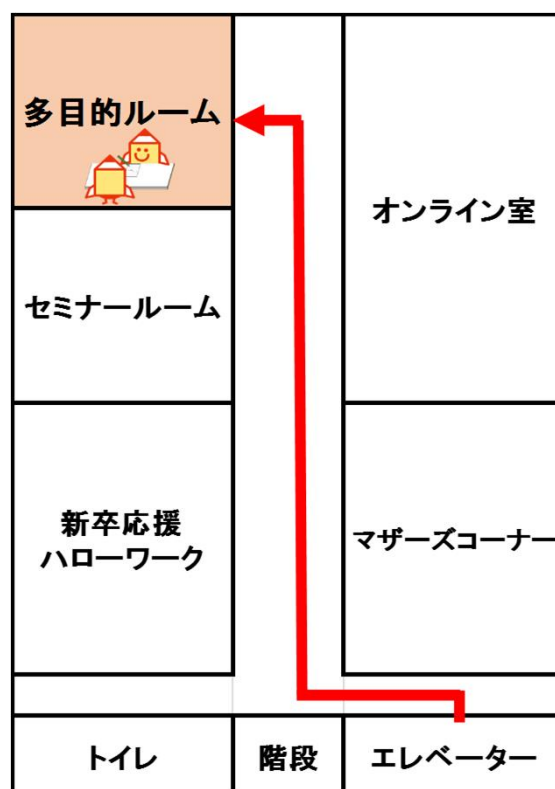 多目的ルーム
オンライン室
セミナールーム
新卒応援
ハローワーク
マザーズコーナー
トイレ
階段
エレベーター